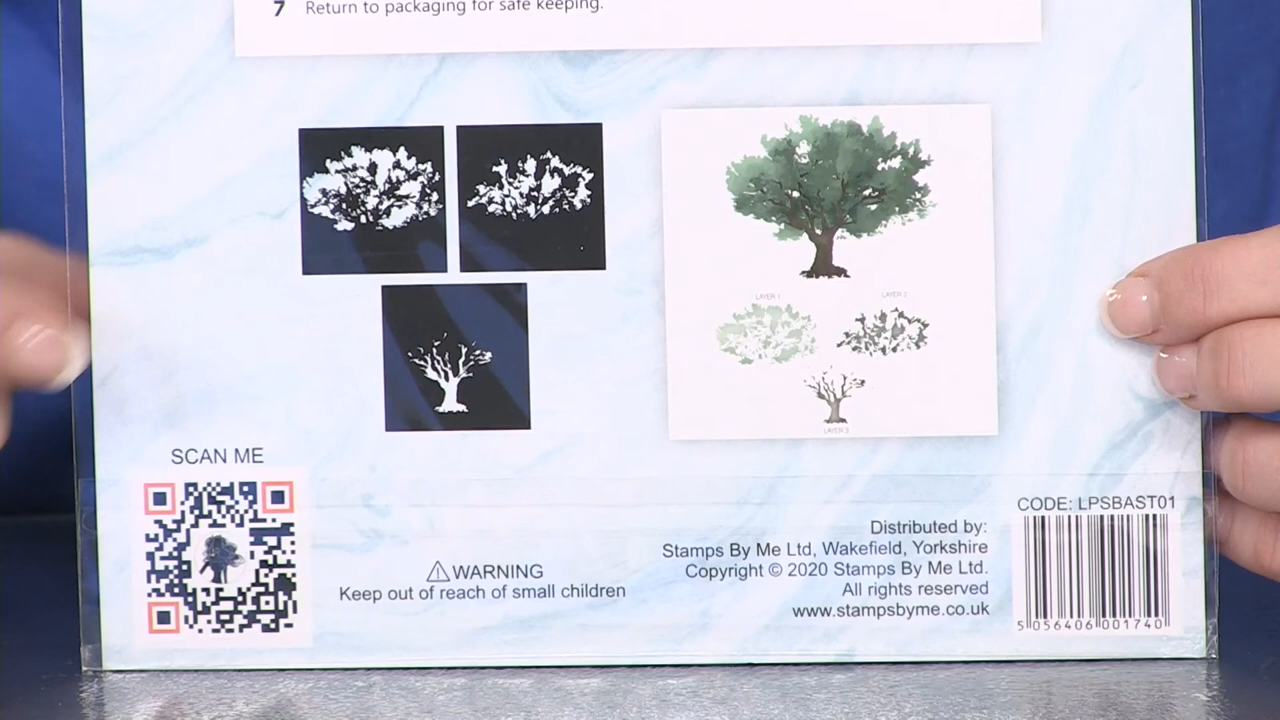 7 Return to packaging for safe keeping.
LAYER 1
LAYER 2
LAYER 3
SCAN ME
WARNING
Keep out of reach of small children
Distributed by:
Stamps By Me Ltd, Wakefield, Yorkshire
Copyright © 2020 Stamps By Me Ltd.
All rights reserved
www.stampsbyme.co.uk
CODE: LPSBAST01
5 056406 001740